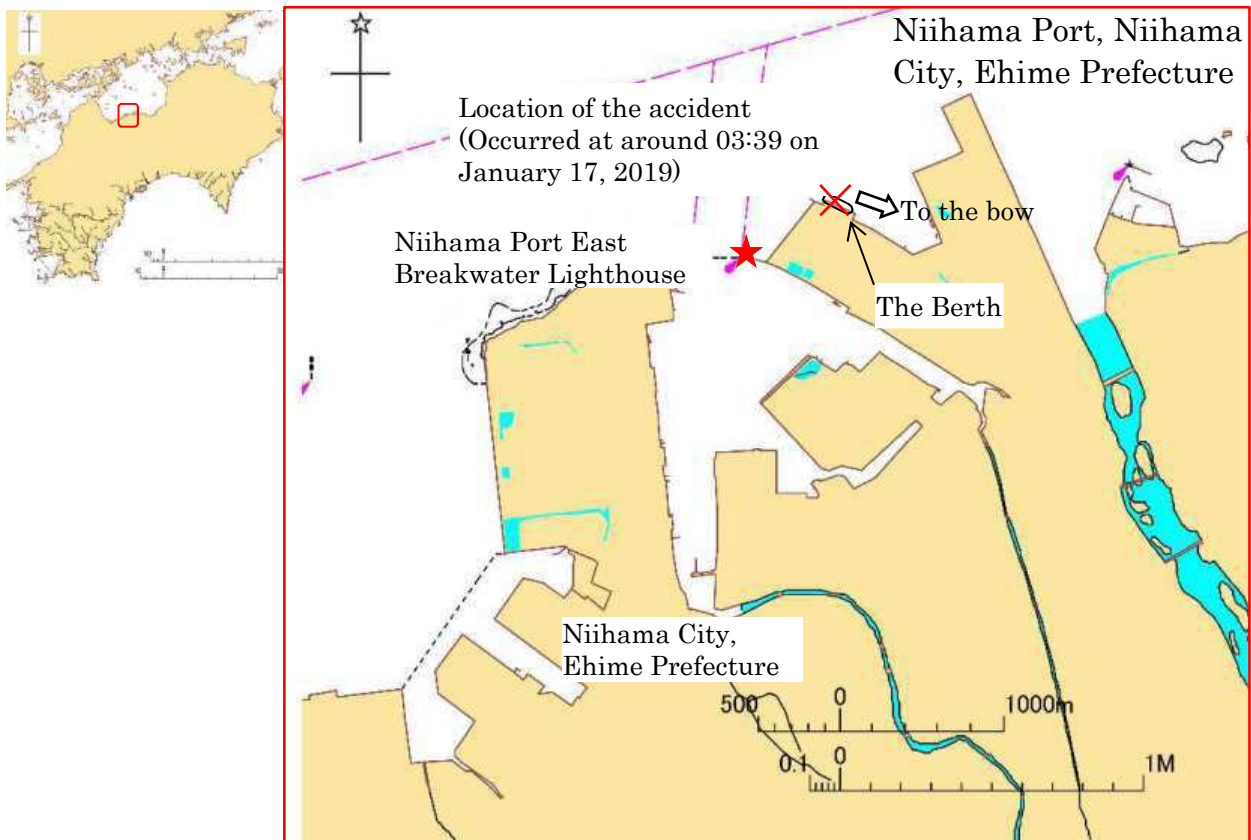 Niihama Port, Niihama
City, Ehime Prefecture
Location of the accident
(Occurred at around 03:39 on
January 17, 2019)
To the bow
Niihama Port East
Breakwater Lighthouse
The Berth
Niihama City,
Ehime Prefecture
500 0 1000m
0.1 0 1M